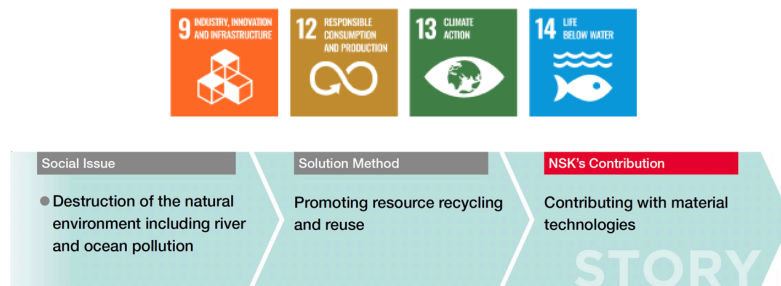 9 INDUSTRY, INNOVATION
AND INFRASTRUCTURE
12 RESPONSIBLE
CONSUMPTION
AND PRODUCTION
13 CLIMATE
ACTION
14 LIFE
BELOW WATER
Social Issue
● Destruction of the natural
environment including river
and ocean pollution
Solution Method
Promoting resource recycling
and reuse
NSK's Contribution
Contributing with material
technologies
STORY